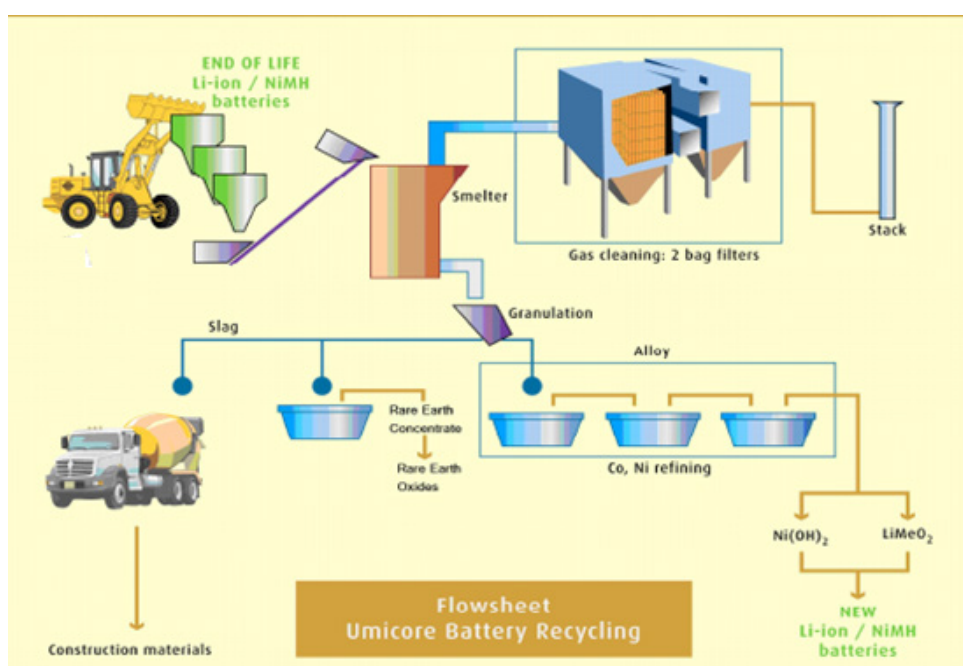 END OF LIFE
Li-ion / NiMH
batteries
Smelter
Gas cleaning: 2 bag filters
Stack
Granulation
Slag
Alloy
Rare Earth
Concentrate
Rare Earth
Oxides
Co, Ni refining
Ni(OH)₂
LiMeO₂
Flowsheet
Umicore Battery Recycling
NEW
Li-ion / NiMH
batteries
Construction materials